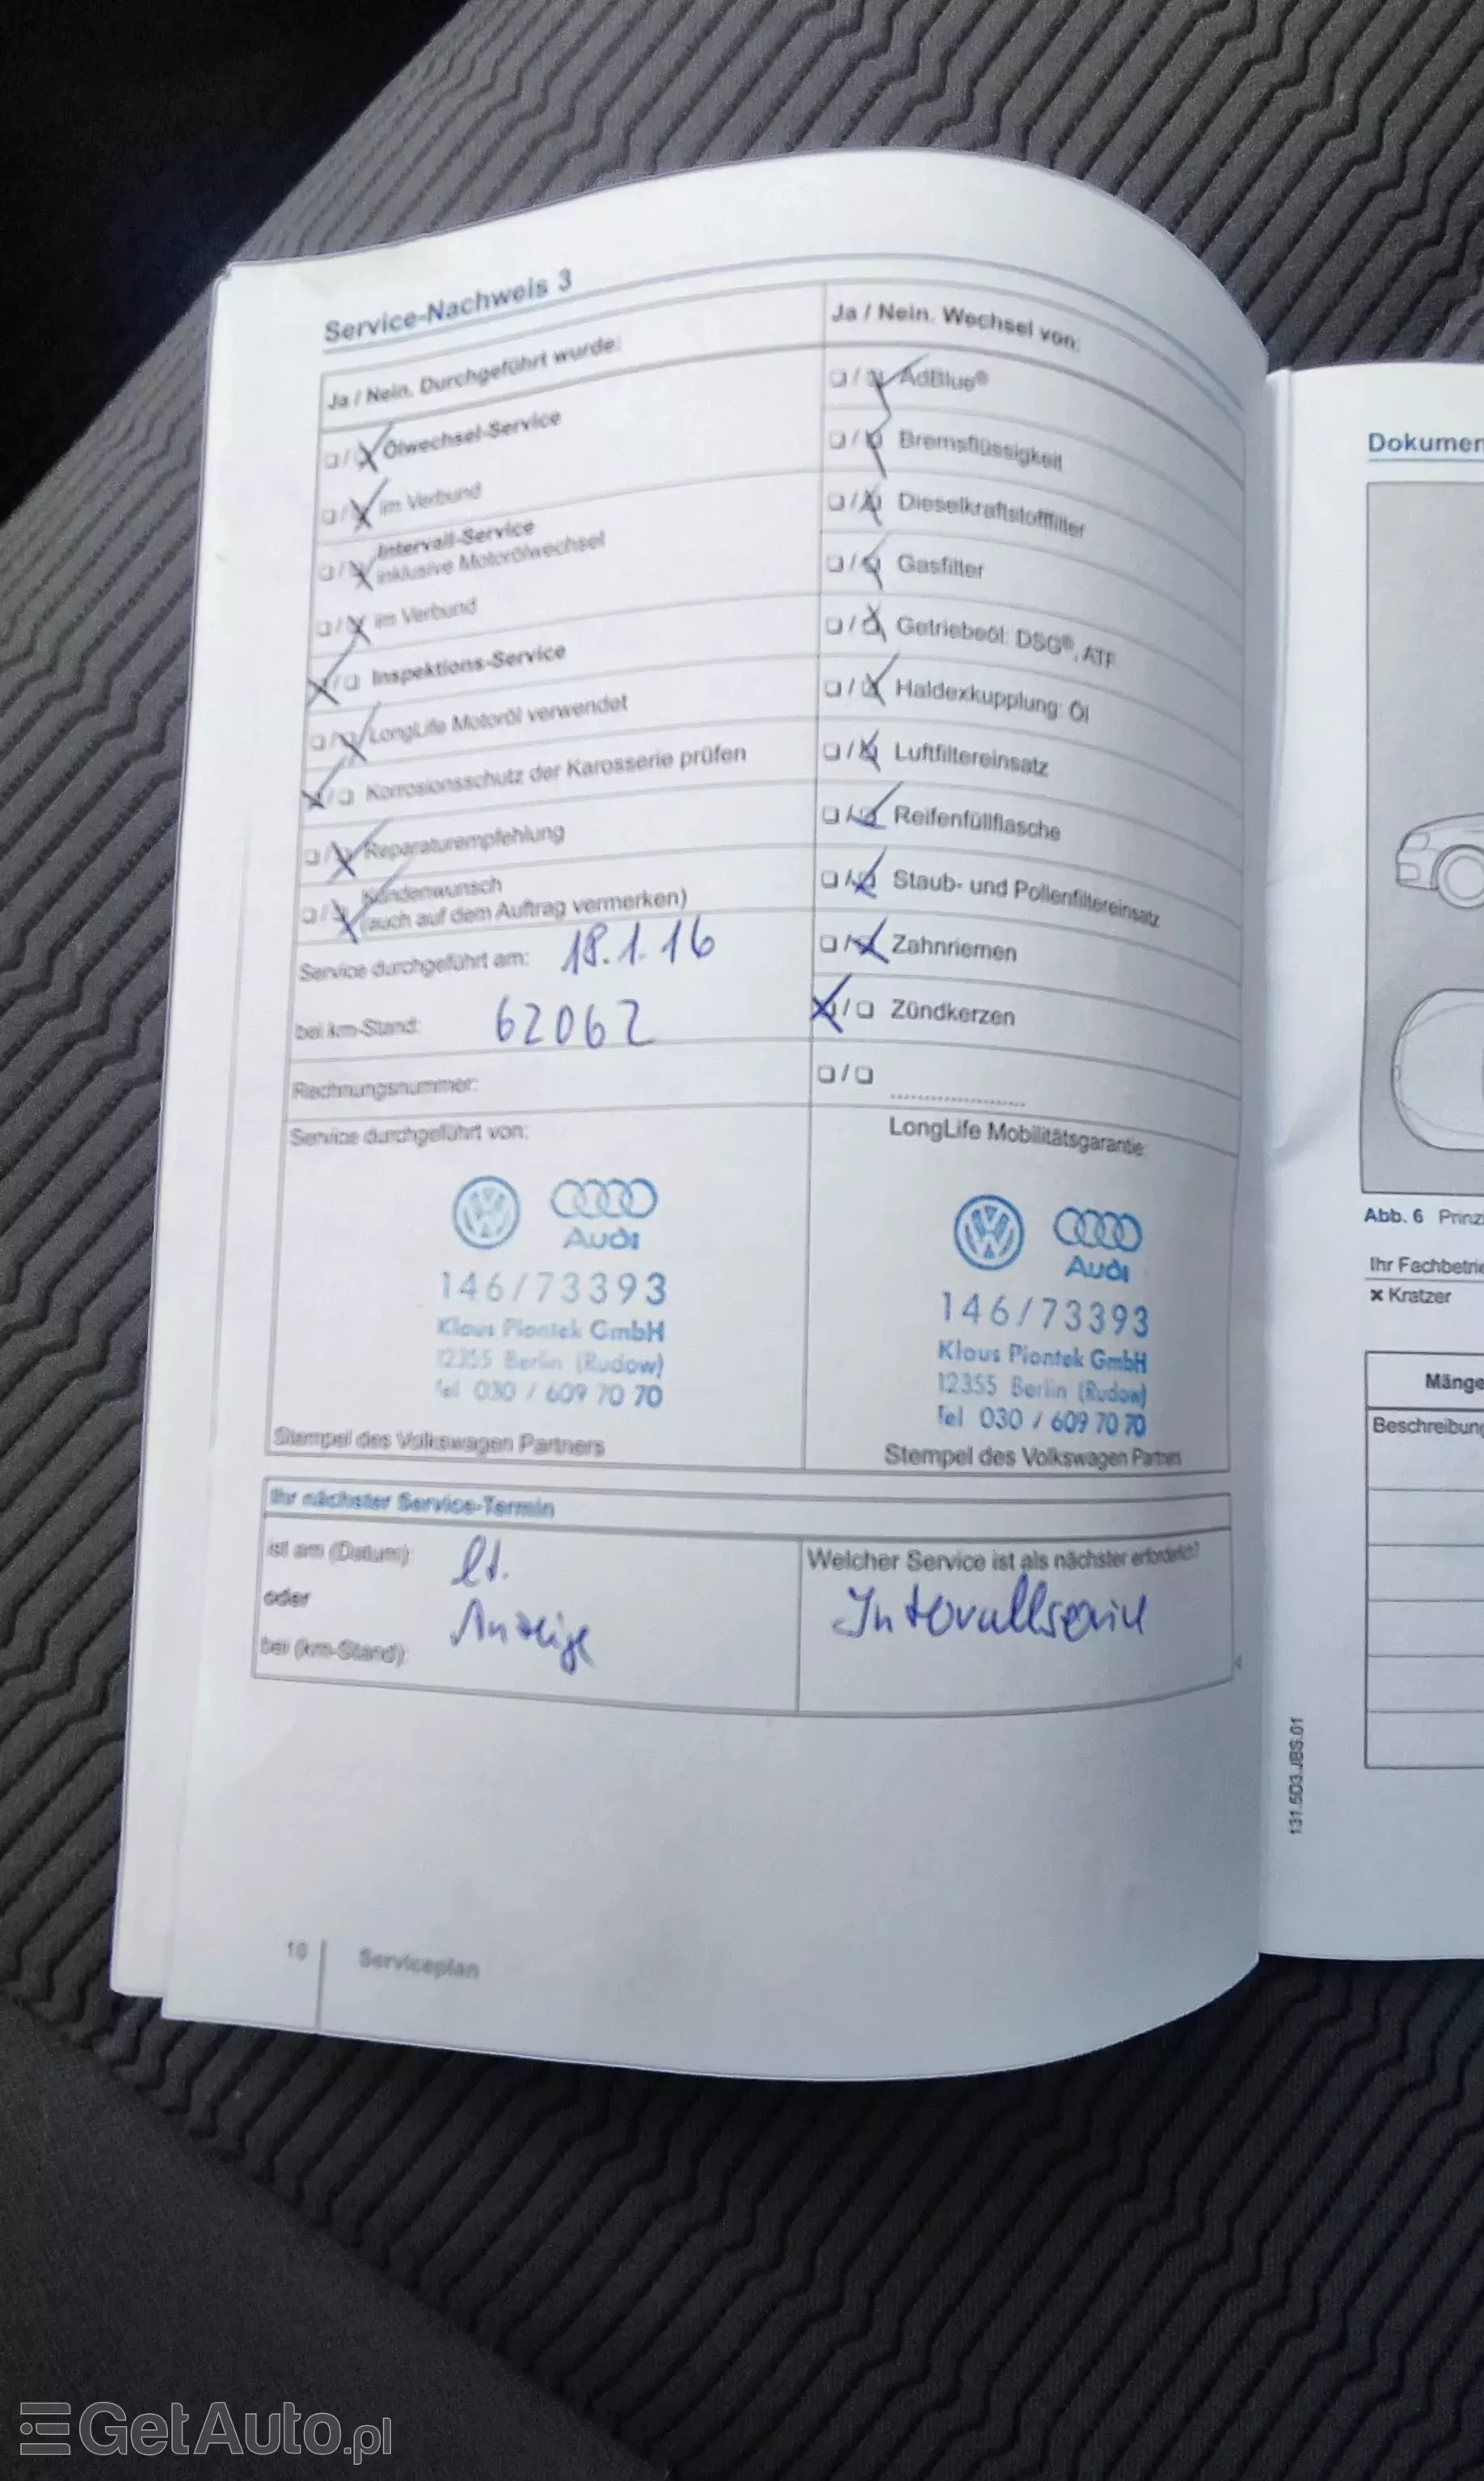 Service-Nachweis 3
Ja / Nein. Durchgeführt wurde:
❏ / ❏ Ölwechsel-Service
❏ / ❏ im Verbund
❏ / ❏ Intervall-Service
inklusive Motorölwechsel
❏ / ❏ im Verbund
❏ / ❏ Inspektions-Service
❏ / ❏ LongLife Motoröl verwendet
❏ / ❏ Korrosionsschutz der Karosserie prüfen
❏ / ❏ Reparaturempfehlung
❏ / ❏ Kundenwunsch
(auch auf dem Auftrag vermerken)
Service durchgeführt am: 18.1.16
bei km-Stand: 62062
Rechnungsnummer:
Service durchgeführt von:
Audi
146/73393
Klaus Piontek GmbH
12355 Berlin (Rudow)
Tel 030 / 609 70 70
Stempel des Volkswagen Partners
Ja / Nein. Wechsel von:
❏ / ❏ AdBlue®
❏ / ❏ Bremsflüssigkeit
❏ / ❏ Dieselkraftstofffilter
❏ / ❏ Gasfilter
❏ / ❏ Getriebeöl: DSG®, ATF
❏ / ❏ Haldexkupplung: Öl
❏ / ❏ Luftfiltereinsatz
❏ / ❏ Reifenfüllflasche
❏ / ❏ Staub- und Pollenfiltereinsatz
❏ / ❏ Zahnriemen
❏ / ❏ Zündkerzen
❏ / ❏ ....................
LongLife Mobilitätsgarantie:
Audi
146/73393
Klaus Piontek GmbH
12355 Berlin (Rudow)
Tel 030 / 609 70 70
Stempel des Volkswagen Partners
Ihr nächster Service-Termin
ist am (Datum): lt.
oder Anzeige
bei (km-Stand):
Welcher Service ist als nächster erforderlich?
Intervallservice
10 Serviceplan
Dokumen
Abb. 6 Prinzi
Ihr Fachbetrie
× Kratzer
Mänge
Beschreibung
131.5D3.JBS.01
GetAuto.pl